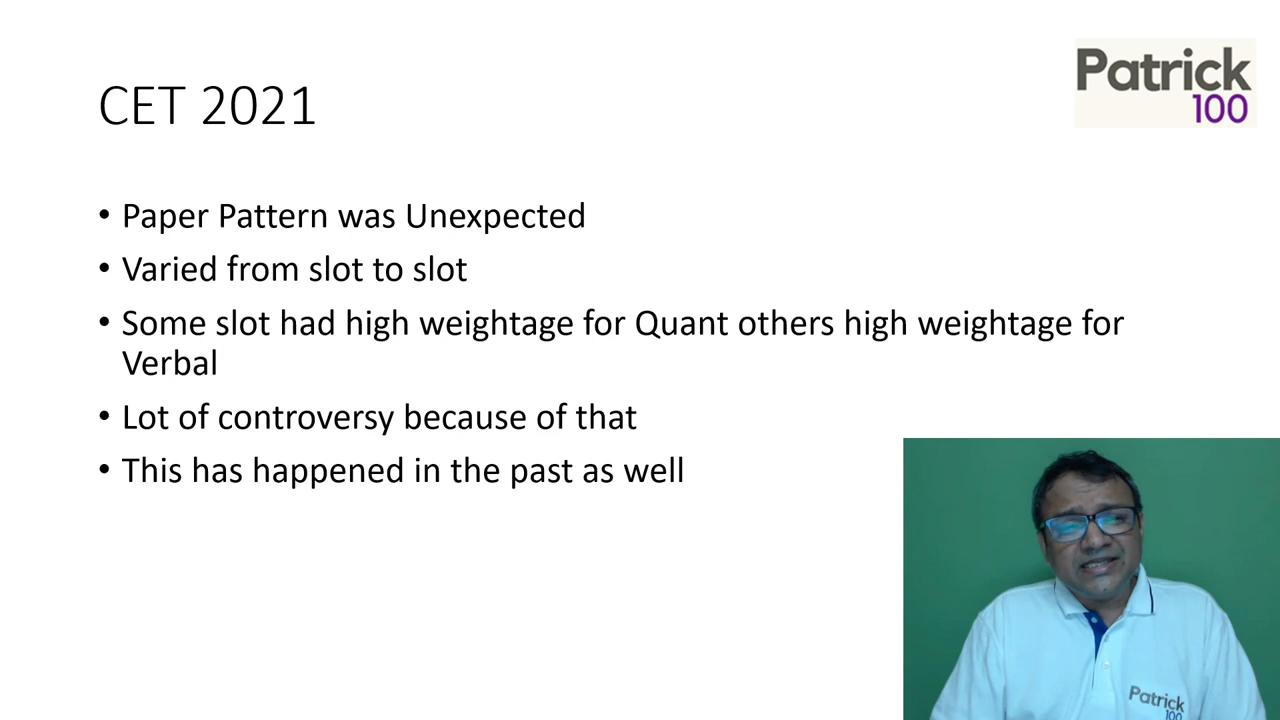 Patrick
100
CET 2021
• Paper Pattern was Unexpected
• Varied from slot to slot
• Some slot had high weightage for Quant others high weightage for
Verbal
• Lot of controversy because of that
• This has happened in the past as well
Patrick
100